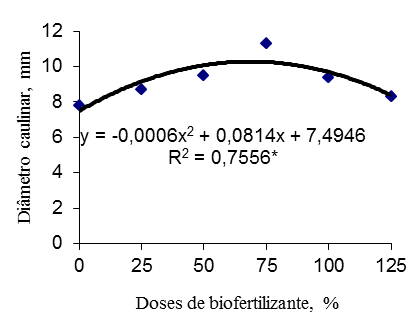 Diâmetro caulinar, mm
12
10
8
6
4
2
0
y = -0,0006x² + 0,0814x + 7,4946
R² = 0,7556*
0 25 50 75 100 125
Doses de biofertilizante, %